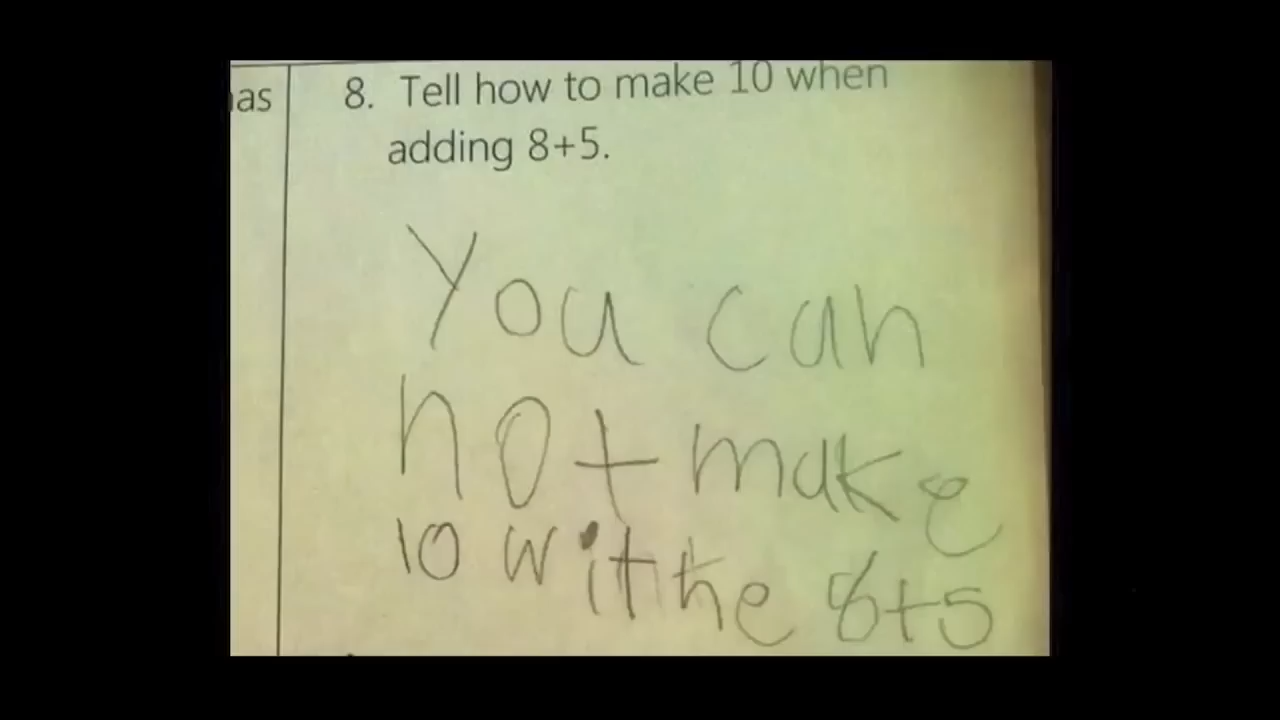 as
8. Tell how to make 10 when
adding 8+5.
You can
not make
10 withe 8+5